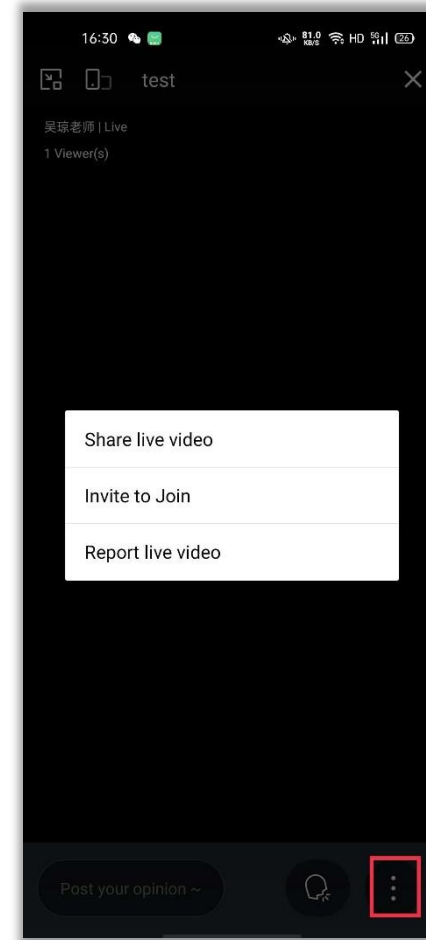 16:30 81.0 KB/S HD 5G 26
test
吴琼老师 | Live
1 Viewer(s)
Share live video
Invite to Join
Report live video
Post your opinion ~